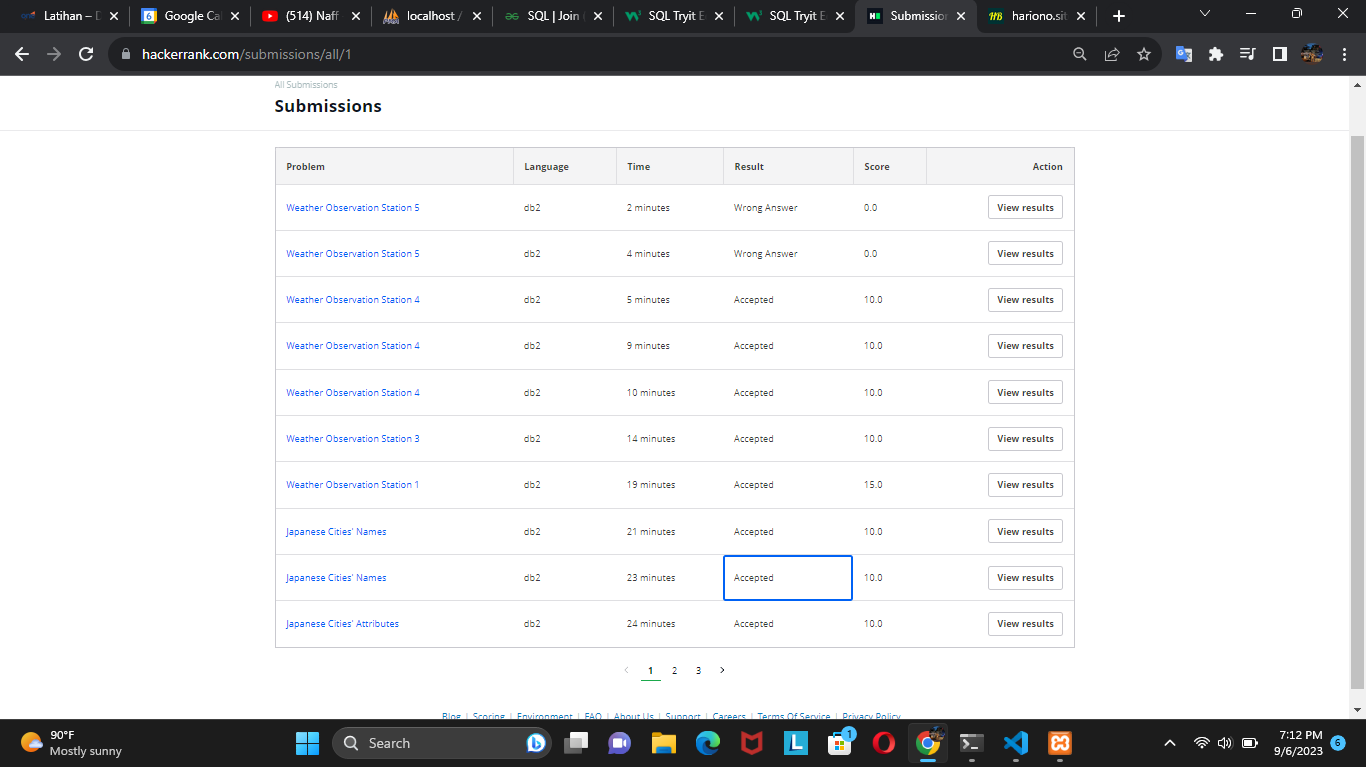 Latihan – D
Google Cal
(514) Naff
localhost /
SQL | Join (
SQL Tryit E
SQL Tryit E
Submission
hariono.sit
hackerrank.com/submissions/all/1
All Submissions
Submissions
Problem Language Time Result Score Action
Weather Observation Station 5 db2 2 minutes Wrong Answer 0.0 View results
Weather Observation Station 5 db2 4 minutes Wrong Answer 0.0 View results
Weather Observation Station 4 db2 5 minutes Accepted 10.0 View results
Weather Observation Station 4 db2 9 minutes Accepted 10.0 View results
Weather Observation Station 4 db2 10 minutes Accepted 10.0 View results
Weather Observation Station 3 db2 14 minutes Accepted 10.0 View results
Weather Observation Station 1 db2 19 minutes Accepted 15.0 View results
Japanese Cities' Names db2 21 minutes Accepted 10.0 View results
Japanese Cities' Names db2 23 minutes Accepted 10.0 View results
Japanese Cities' Attributes db2 24 minutes Accepted 10.0 View results
1 2 3
Blog | Scoring | Environment | FAQ | About Us | Support | Careers | Terms Of Service | Privacy Policy
90°F
Mostly sunny
Search
1
7:12 PM
9/6/2023
6